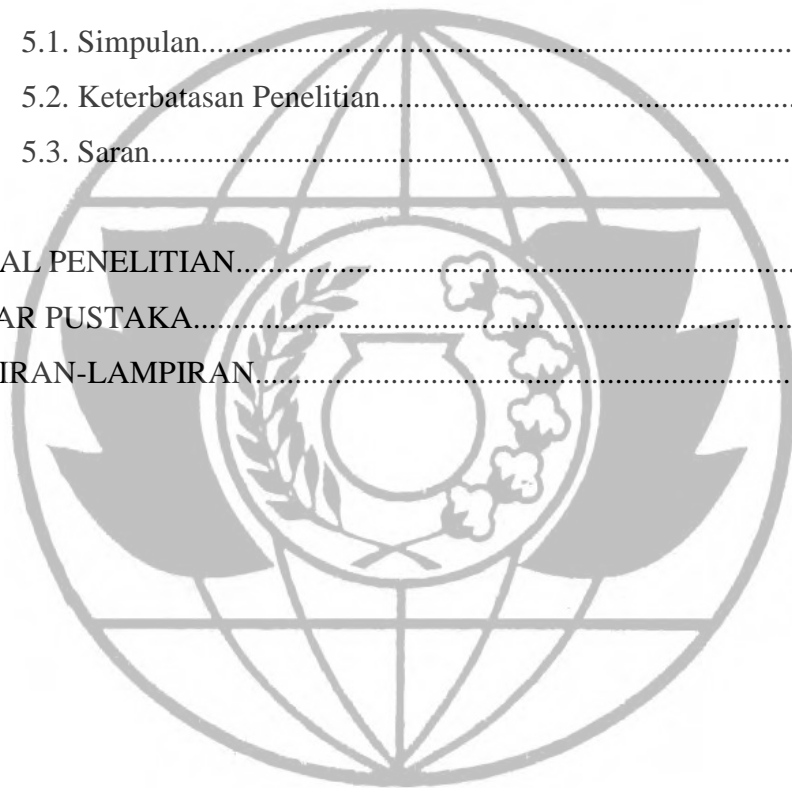 5.1. Simpulan...............................................................................
5.2. Keterbatasan Penelitian.........................................................
5.3. Saran.....................................................................................
AL PENELITIAN......................................................................
AR PUSTAKA...........................................................................
IRAN-LAMPIRAN....................................................................